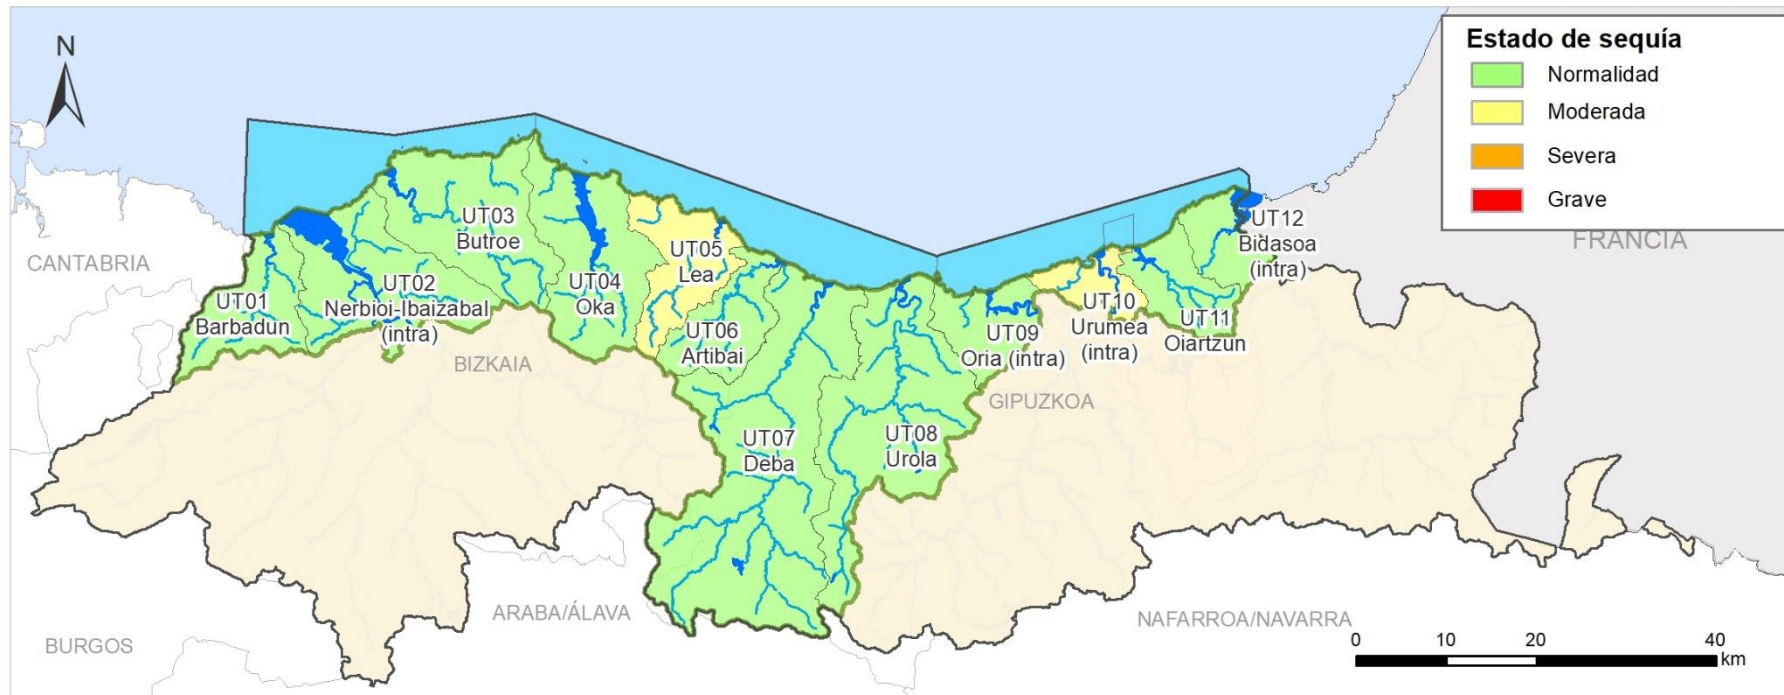 N
Estado de sequía
Normalidad
Moderada
Severa
Grave
FRANCIA
CANTABRIA
UT01
Barbadun
UT02
Nerbioi-Ibaizabal
(intra)
UT03
Butroe
UT04
Oka
UT05
Lea
UT06
Artibai
UT07
Deba
UT08
Urola
UT09
Oria (intra)
UT10
Urumea
(intra)
UT11
Oiartzun
UT12
Bidasoa
(intra)
BIZKAIA
GIPUZKOA
BURGOS
ARABA/ÁLAVA
NAFARROA/NAVARRA
0 10 20 40
km